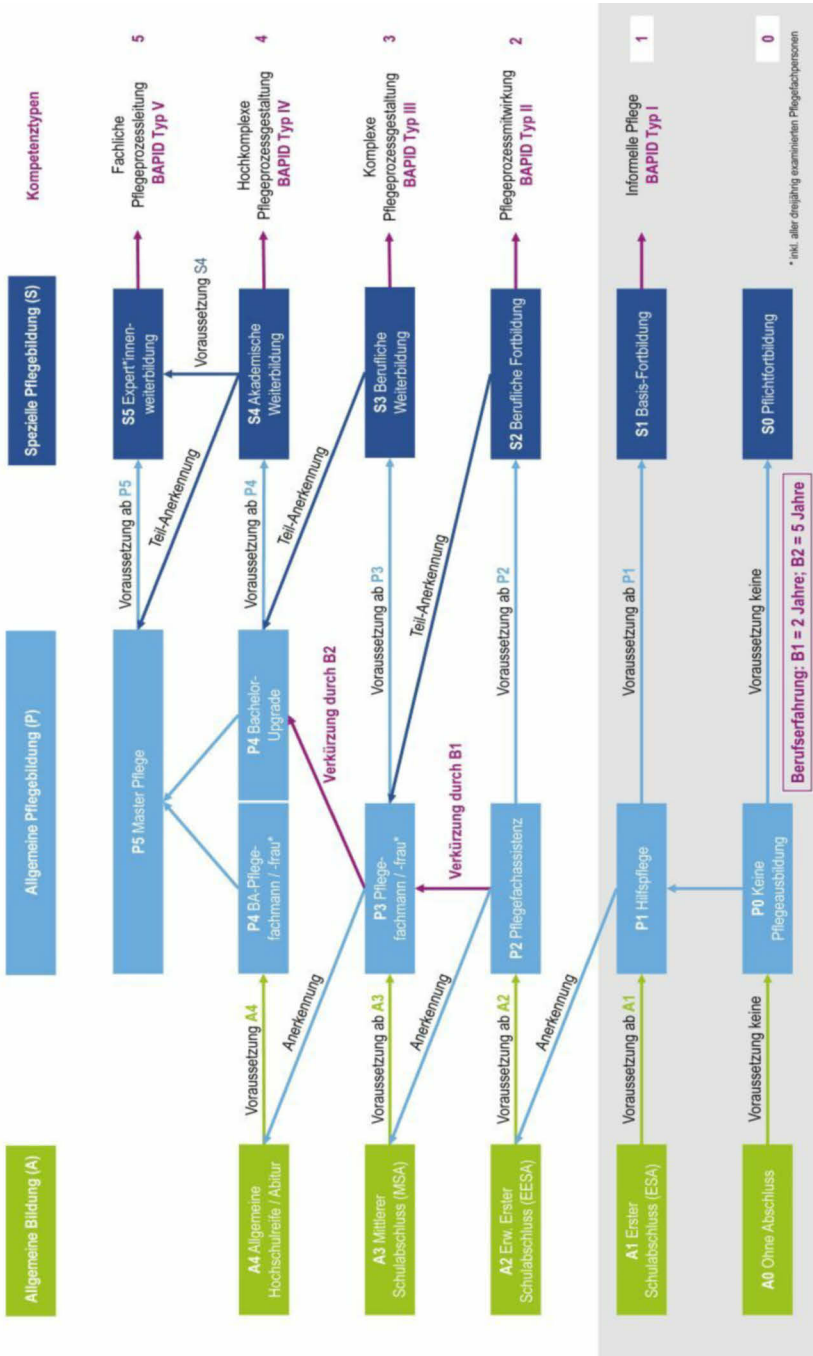 Allgemeine Bildung (A)
Allgemeine Pflegebildung (P)
Spezielle Pflegebildung (S)
Kompetenztypen
P5 Master Pflege
Voraussetzung ab P5
S5 Expert*innen-
weiterbildung
Fachliche
Pflegeprozessleitung
BAPID Typ V
5
Teil-Anerkennung
Voraussetzung S4
A4 Allgemeine
Hochschulreife / Abitur
Voraussetzung A4
P4 BA-Pflege-
fachmann / -frau*
P4 Bachelor-
Upgrade
Voraussetzung ab P4
S4 Akademische
Weiterbildung
Hochkomplexe
Pflegeprozessgestaltung
BAPID Typ IV
4
Anerkennung
Verkürzung durch B2
Teil-Anerkennung
A3 Mittlerer
Schulabschluss (MSA)
Voraussetzung ab A3
P3 Pflege-
fachmann / -frau*
Voraussetzung ab P3
S3 Berufliche
Weiterbildung
Komplexe
Pflegeprozessgestaltung
BAPID Typ III
3
Anerkennung
Verkürzung durch B1
Teil-Anerkennung
A2 Erw. Erster
Schulabschluss (EESA)
Voraussetzung ab A2
P2 Pflegefachassistenz
Voraussetzung ab P2
S2 Berufliche Fortbildung
Pflegeprozessmitwirkung
BAPID Typ II
2
Anerkennung
A1 Erster
Schulabschluss (ESA)
Voraussetzung ab A1
P1 Hilfspflege
Voraussetzung ab P1
S1 Basis-Fortbildung
Informelle Pflege
BAPID Typ I
1
A0 Ohne Abschluss
Voraussetzung keine
P0 Keine
Pflegeausbildung
Voraussetzung keine
S0 Pflichtfortbildung
0
Berufserfahrung: B1 = 2 Jahre; B2 = 5 Jahre
* inkl. aller dreijährig examinierten Pflegefachpersonen